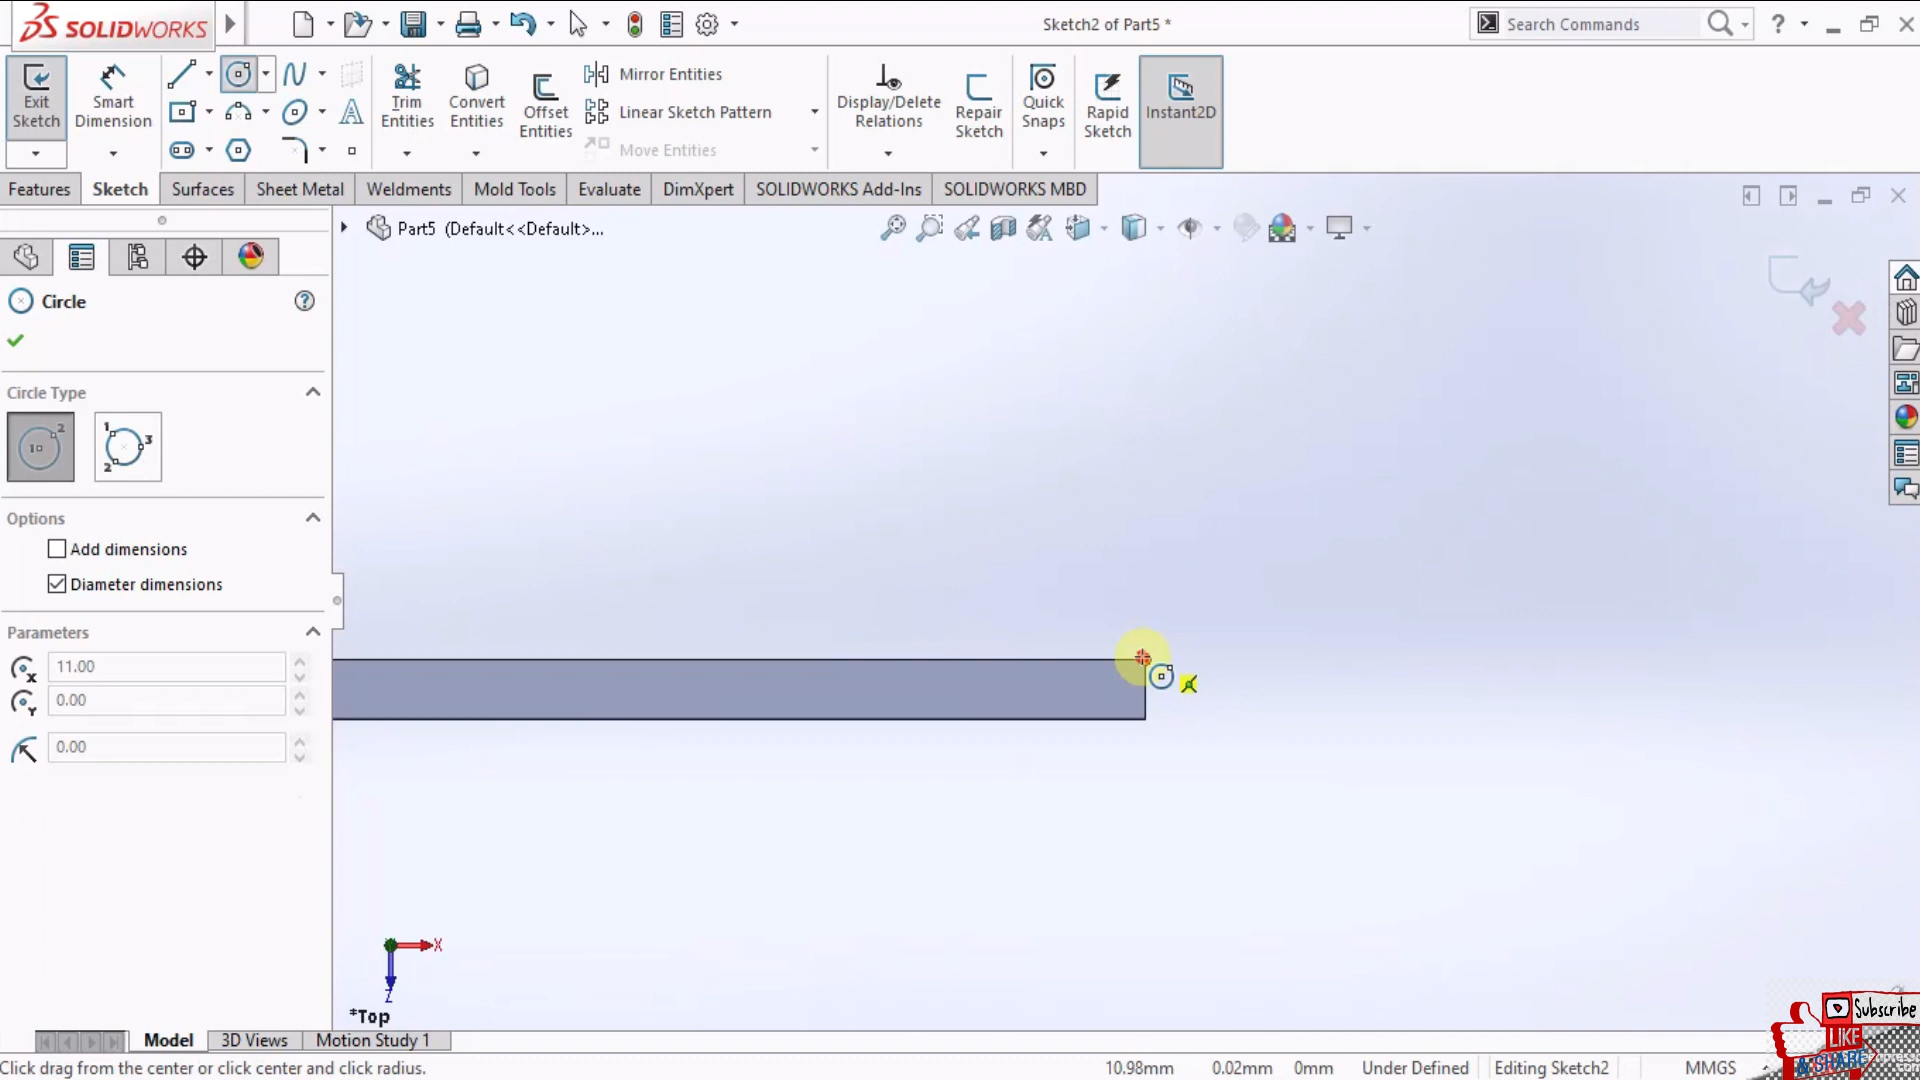 SOLIDWORKS
Sketch2 of Part5 *
Search Commands
?
Exit Sketch
Smart Dimension
Trim Entities
Convert Entities
Offset Entities
Mirror Entities
Linear Sketch Pattern
Move Entities
Display/Delete Relations
Repair Sketch
Quick Snaps
Rapid Sketch
Instant2D
Features
Sketch
Surfaces
Sheet Metal
Weldments
Mold Tools
Evaluate
DimXpert
SOLIDWORKS Add-Ins
SOLIDWORKS MBD
Part5 (Default<<Default>...
Circle
Circle Type
Options
Add dimensions
Diameter dimensions
Parameters
11.00
0.00
0.00
X
Z
*Top
Model
3D Views
Motion Study 1
Click drag from the center or click center and click radius.
10.98mm
0.02mm
0mm
Under Defined
Editing Sketch2
MMGS
Subscribe
LIKE
& SHARE